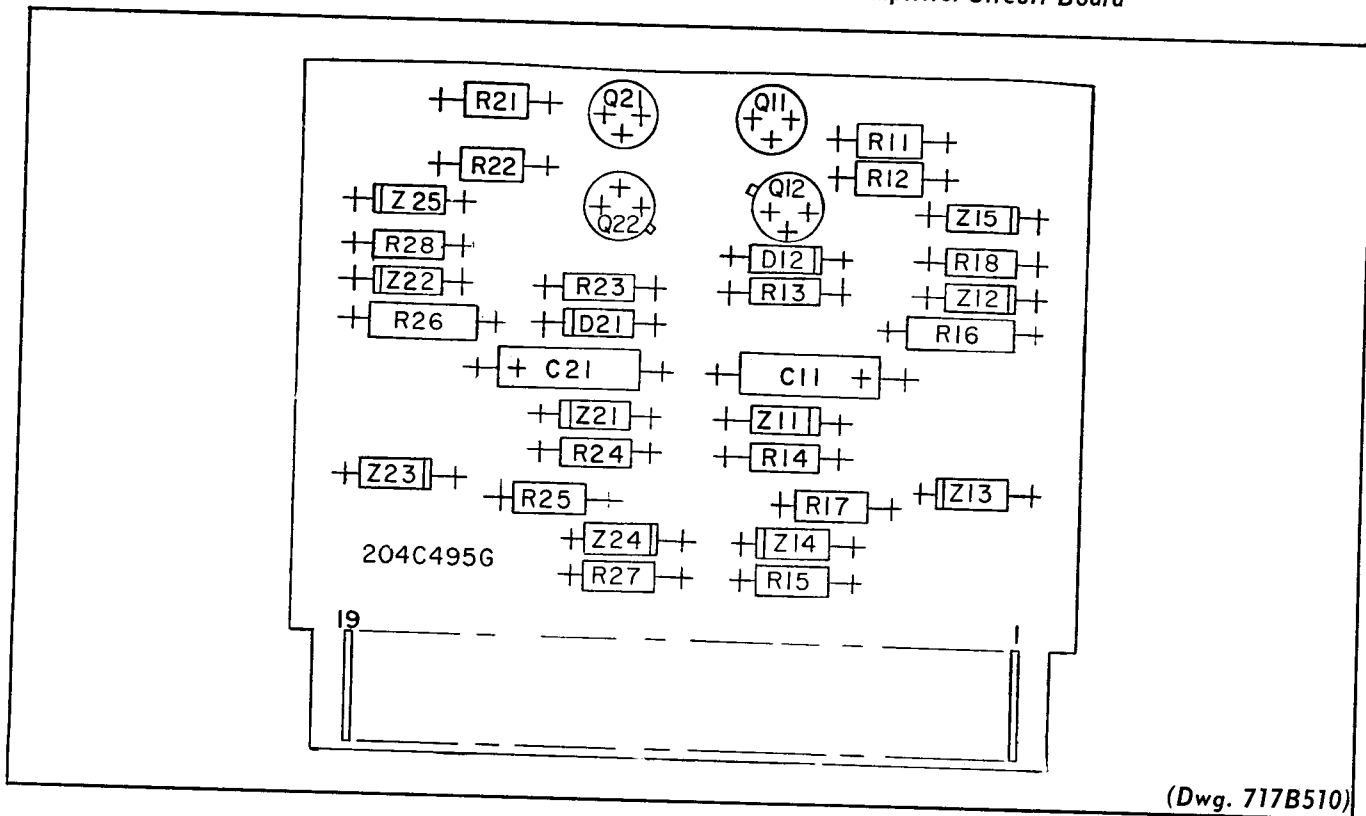 Circuit Board
R21 Q21 Q11 R11
R22 R12
Z25 Q22 Q12 Z15
R28 D12 R18
Z22 R23 R13 Z12
R26 D21 R16
+ C21 C11 +
Z21 Z11
R24 R14
Z23 R25 R17 Z13
Z24 Z14
204C495G R27 R15
19 1
(Dwg. 717B510)